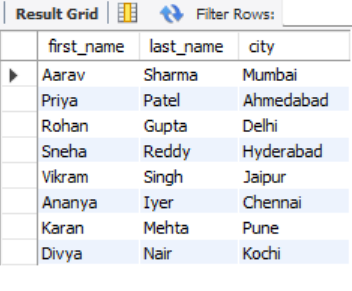 Result Grid Filter Rows:
first_name last_name city
Aarav Sharma Mumbai
Priya Patel Ahmedabad
Rohan Gupta Delhi
Sneha Reddy Hyderabad
Vikram Singh Jaipur
Ananya Iyer Chennai
Karan Mehta Pune
Divya Nair Kochi